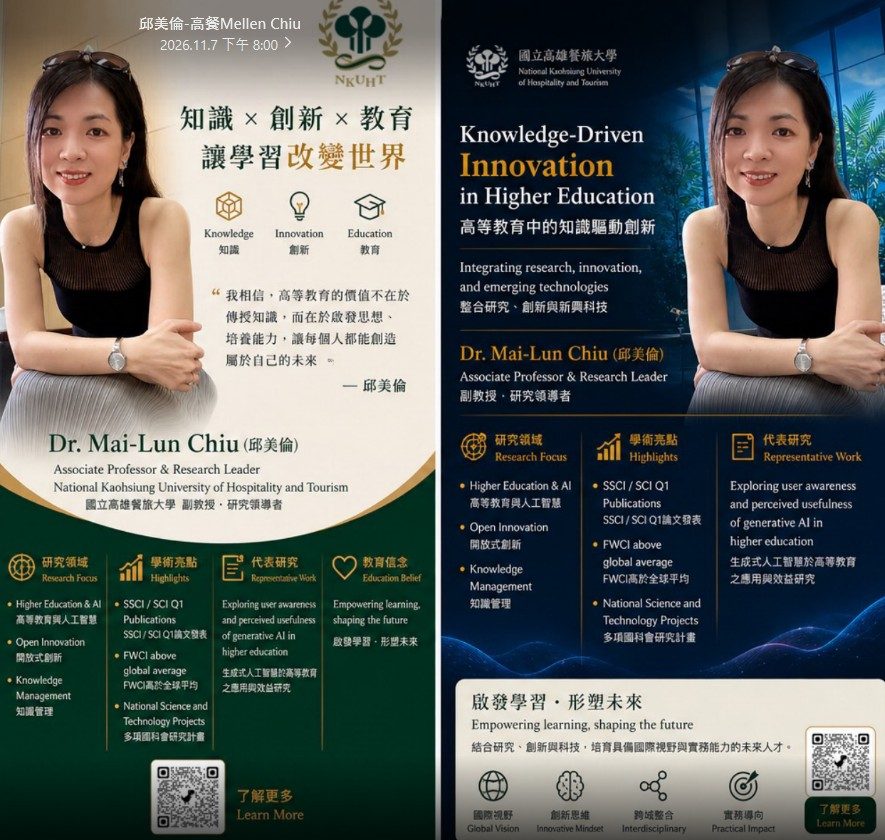 邱美倫-高餐Mellen Chiu
2026.11.7 下午 8:00
NKUHT
知識 × 創新 × 教育
讓學習改變世界
Knowledge
知識
Innovation
創新
Education
教育
“ 我相信，高等教育的價值不在於
傳授知識，而在於啟發思想、
培養能力，讓每個人都能創造
屬於自己的未來
— 邱美倫
Dr. Mai-Lun Chiu (邱美倫)
Associate Professor & Research Leader
National Kaohsiung University of Hospitality and Tourism
國立高雄餐旅大學 副教授・研究領導者
研究領域
Research Focus
• Higher Education & AI
高等教育與人工智慧
• Open Innovation
開放式創新
• Knowledge
Management
知識管理
學術亮點
Highlights
• SSCI / SCI Q1
Publications
SSCI / SCI Q1論文發表
• FWCI above
global average
FWCI高於全球平均
• National Science and
Technology Projects
多項國科會研究計畫
代表研究
Representative Work
Exploring user awareness
and perceived usefulness
of generative AI in
higher education
生成式人工智慧於高等教育
之應用與效益研究
教育信念
Education Belief
Empowering learning,
shaping the future
啟發學習・形塑未來
了解更多
Learn More
NKUHT
國立高雄餐旅大學
National Kaohsiung University
of Hospitality and Tourism
Knowledge-Driven
Innovation
in Higher Education
高等教育中的知識驅動創新
Integrating research, innovation,
and emerging technologies
整合研究、創新與新興科技
Dr. Mai-Lun Chiu (邱美倫)
Associate Professor & Research Leader
副教授・研究領導者
研究領域
Research Focus
• Higher Education & AI
高等教育與人工智慧
• Open Innovation
開放式創新
• Knowledge
Management
知識管理
學術亮點
Highlights
• SSCI / SCI Q1
Publications
SSCI / SCI Q1論文發表
• FWCI above
global average
FWCI高於全球平均
• National Science and
Technology Projects
多項國科會研究計畫
代表研究
Representative Work
Exploring user awareness
and perceived usefulness
of generative AI in
higher education
生成式人工智慧於高等教育
之應用與效益研究
啟發學習・形塑未來
Empowering learning, shaping the future
結合研究、創新與科技，培育具備國際視野與實務能力的未來人才。
國際視野
Global Vision
創新思維
Innovative Mindset
跨域整合
Interdisciplinary
實務導向
Practical Impact
了解更多
Learn More